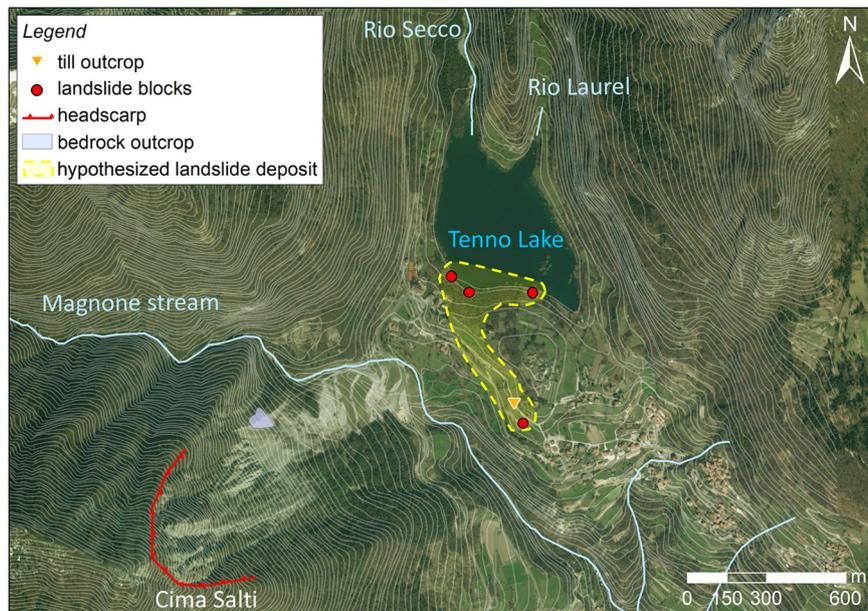 Legend
till outcrop
landslide blocks
headscarp
bedrock outcrop
hypothesized landslide deposit
Rio Secco
Rio Laurel
N
Tenno Lake
Magnone stream
Cima Salti
m
0 150 300 600